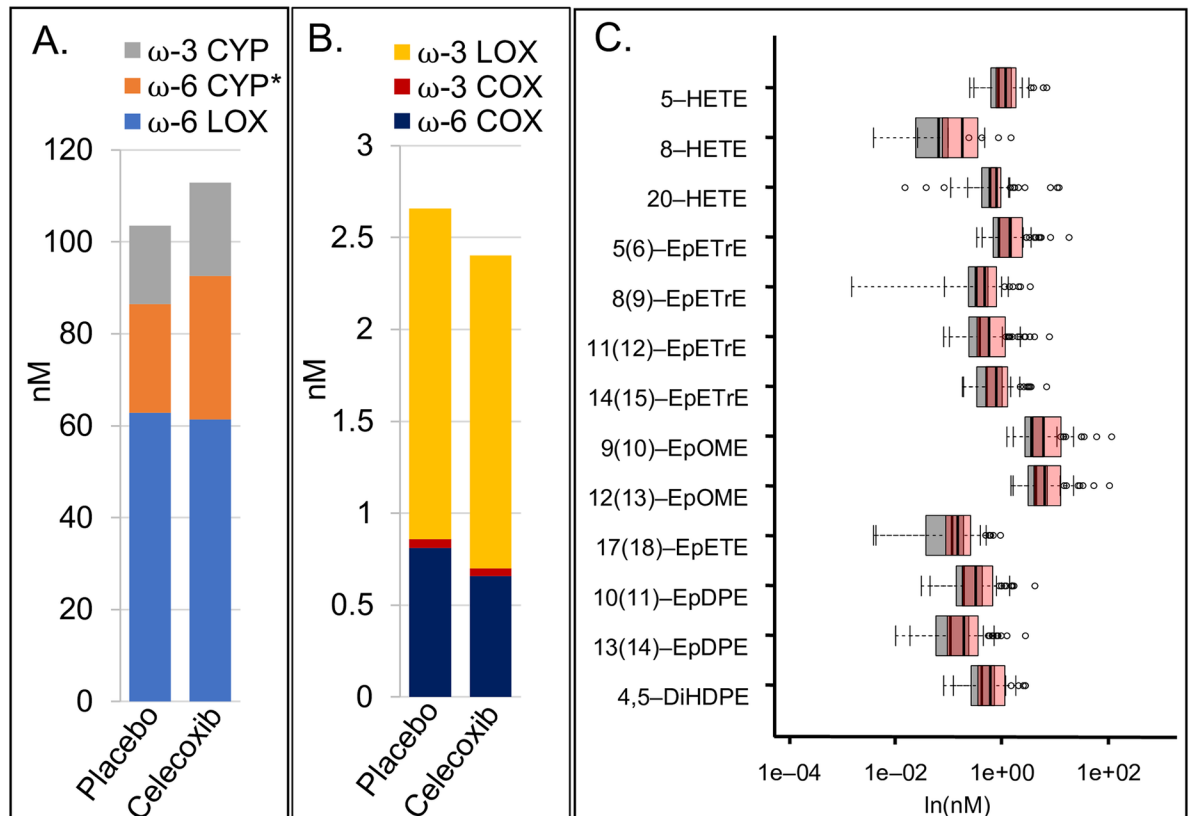 A.
ω-3 CYP
ω-6 CYP*
ω-6 LOX
120
100
80
60
40
20
0
nM
Placebo
Celecoxib
B.
ω-3 LOX
ω-3 COX
ω-6 COX
3
2.5
2
1.5
1
0.5
0
nM
Placebo
Celecoxib
C.
5–HETE
8–HETE
20–HETE
5(6)–EpETrE
8(9)–EpETrE
11(12)–EpETrE
14(15)–EpETrE
9(10)–EpOME
12(13)–EpOME
17(18)–EpETE
10(11)–EpDPE
13(14)–EpDPE
4,5–DiHDPE
1e–04 1e–02 1e+00 1e+02
ln(nM)